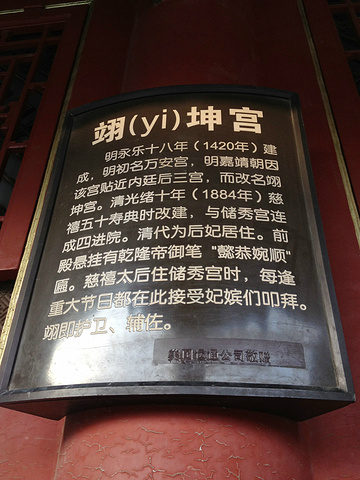 翊(yi)坤宫
明永乐十八年（1420年）建
成，明初名万安宫，明嘉靖朝因
该宫贴近内廷后三宫，而改名翊
坤宫。清光绪十年（1884年）慈
禧五十寿典时改建，与储秀宫连
成四进院。清代为后妃居住。前
殿悬挂有乾隆帝御笔"懿恭婉顺"
匾。慈禧太后住储秀宫时，每逢
重大节日都在此接受妃嫔们叩拜。
翊即护卫、辅佐。